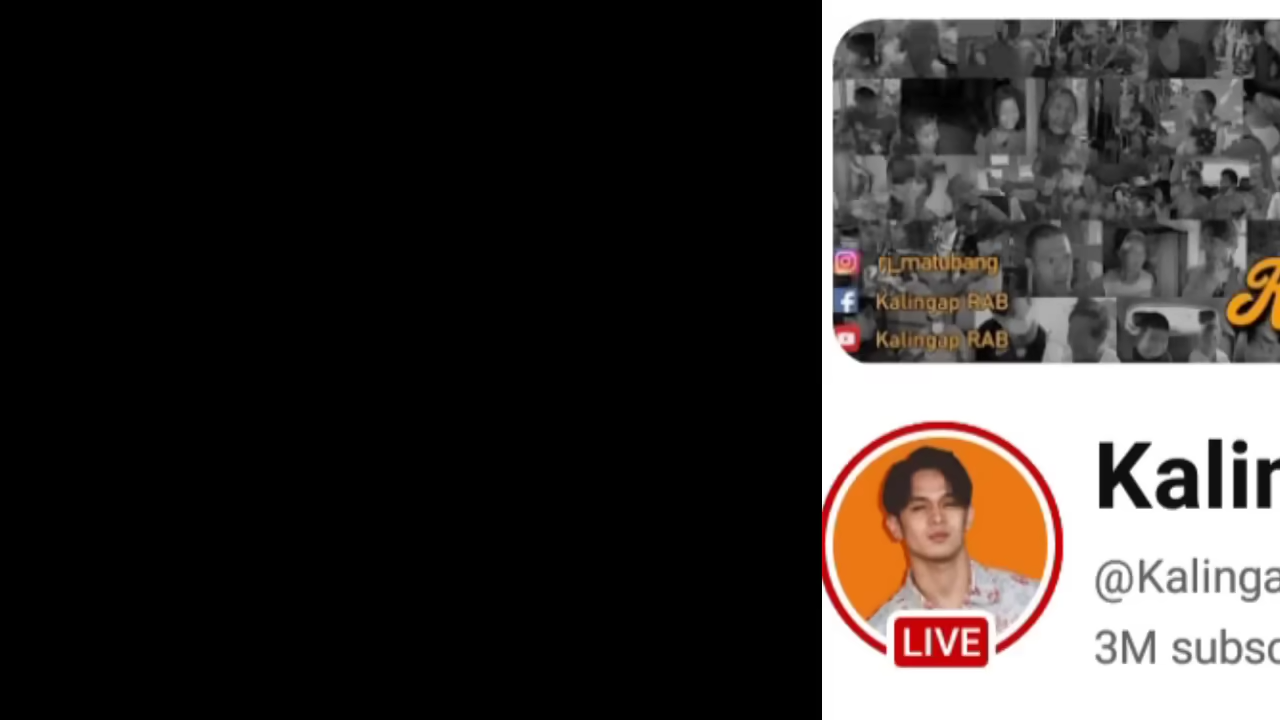 rj_matubang
Kalingap RAB
Kalingap RAB
R
Kalin
@Kalinga
3M subsc
LIVE